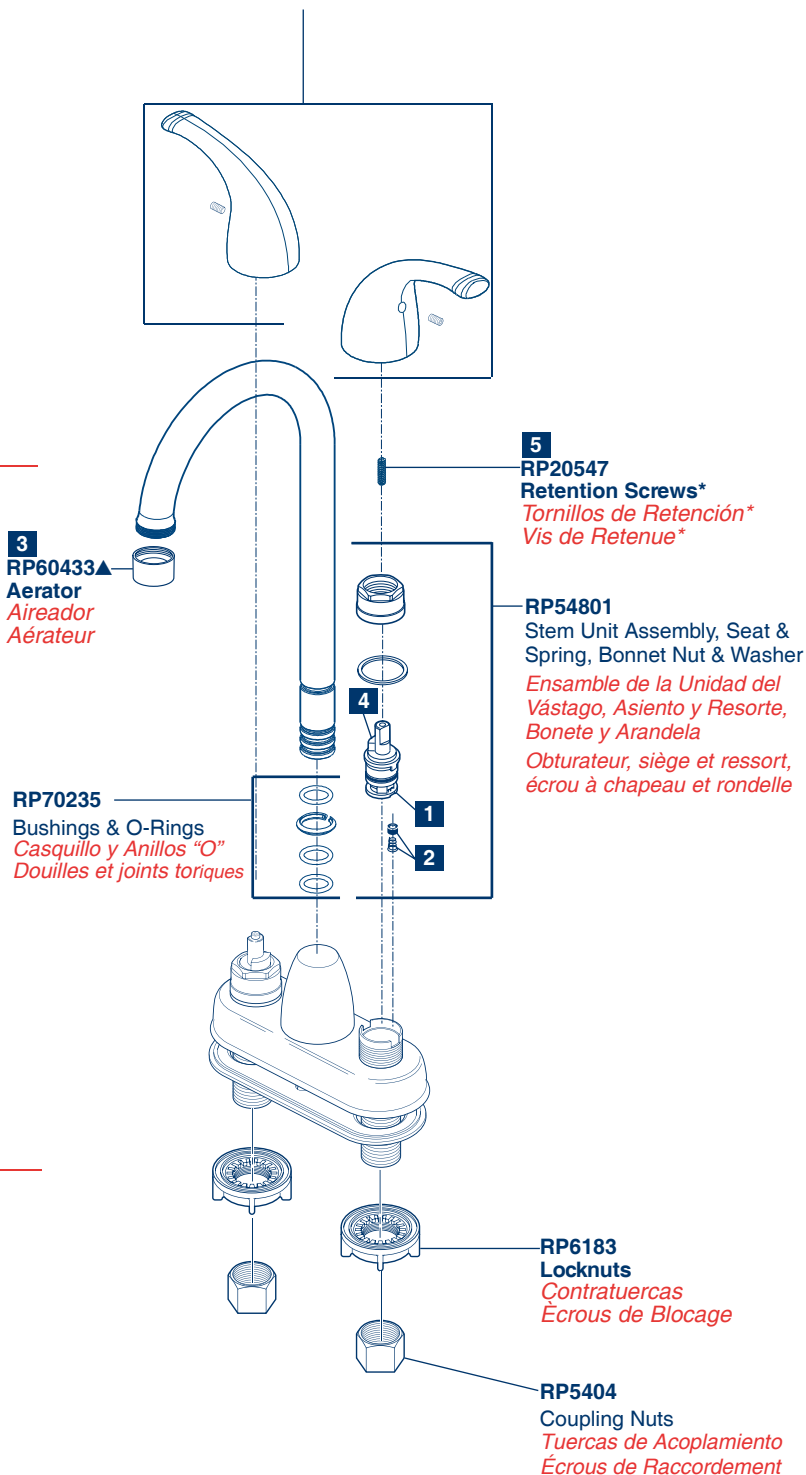 5
RP20547
Retention Screws*
Tornillos de Retención*
Vis de Retenue*
3
RP60433▲
Aerator
Aireador
Aérateur
RP54801
Stem Unit Assembly, Seat &
Spring, Bonnet Nut & Washer
Ensamble de la Unidad del
Vástago, Asiento y Resorte,
Bonete y Arandela
Obturateur, siège et ressort,
écrou à chapeau et rondelle
4
1
2
RP70235
Bushings & O-Rings
Casquillo y Anillos “O”
Douilles et joints toriques
RP6183
Locknuts
Contratuercas
Ècrous de Blocage
RP5404
Coupling Nuts
Tuercas de Acoplamiento
Écrous de Raccordement